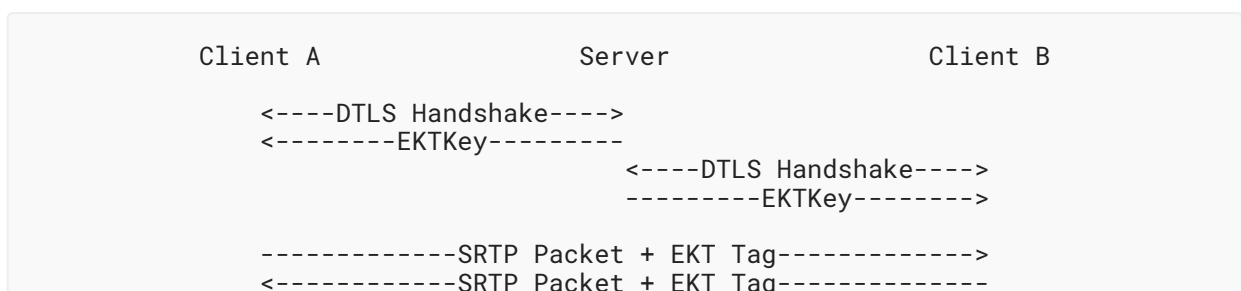 Client A                 Server                  Client B
<----DTLS Handshake---->
<--------EKTKey---------
<----DTLS Handshake---->
---------EKTKey-------->
-------------SRTP Packet + EKT Tag------------->
<------------SRTP Packet + EKT Tag--------------